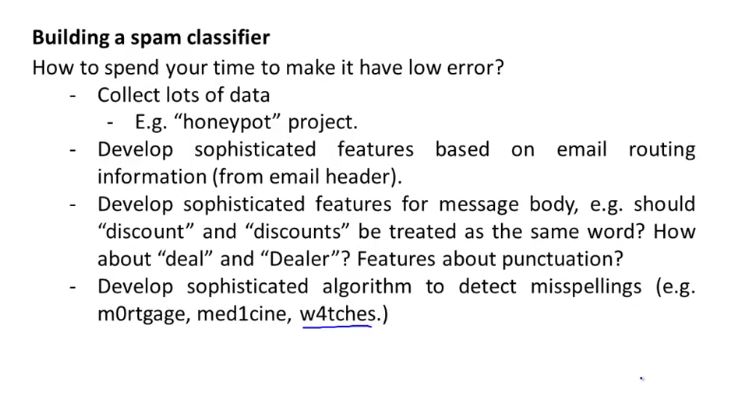 Building a spam classifier
How to spend your time to make it have low error?
- Collect lots of data
- E.g. “honeypot” project.
- Develop sophisticated features based on email routing
information (from email header).
- Develop sophisticated features for message body, e.g. should
“discount” and “discounts” be treated as the same word? How
about “deal” and “Dealer”? Features about punctuation?
- Develop sophisticated algorithm to detect misspellings (e.g.
m0rtgage, med1cine, w4tches.)